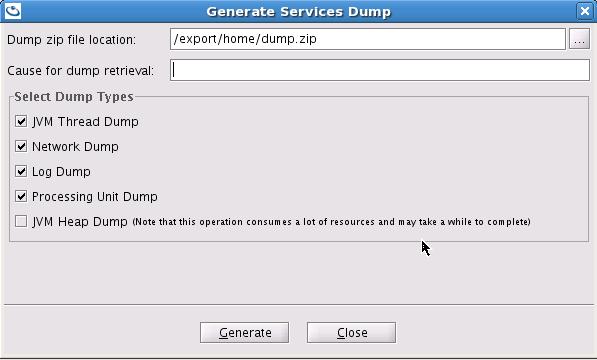 Generate Services Dump
Dump zip file location: /export/home/dump.zip ...
Cause for dump retrieval:
Select Dump Types
JVM Thread Dump
Network Dump
Log Dump
Processing Unit Dump
JVM Heap Dump (Note that this operation consumes a lot of resources and may take a while to complete)
Generate Close